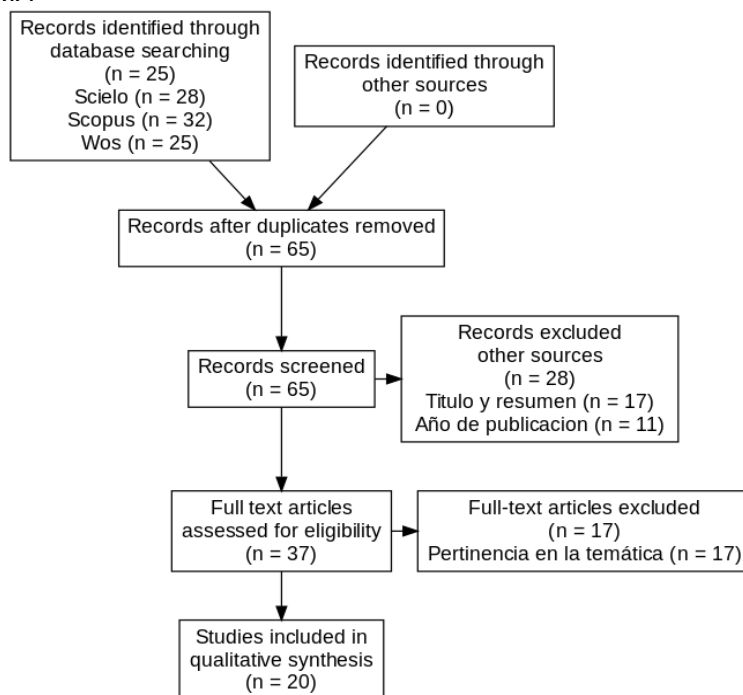 Records identified through
database searching
(n = 25)
Scielo (n = 28)
Scopus (n = 32)
Wos (n = 25)
Records identified through
other sources
(n = 0)
Records after duplicates removed
(n = 65)
Records screened
(n = 65)
Records excluded
other sources
(n = 28)
Titulo y resumen (n = 17)
Año de publicacion (n = 11)
Full text articles
assessed for eligibility
(n = 37)
Full-text articles excluded
(n = 17)
Pertinencia en la temática (n = 17)
Studies included in
qualitative synthesis
(n = 20)